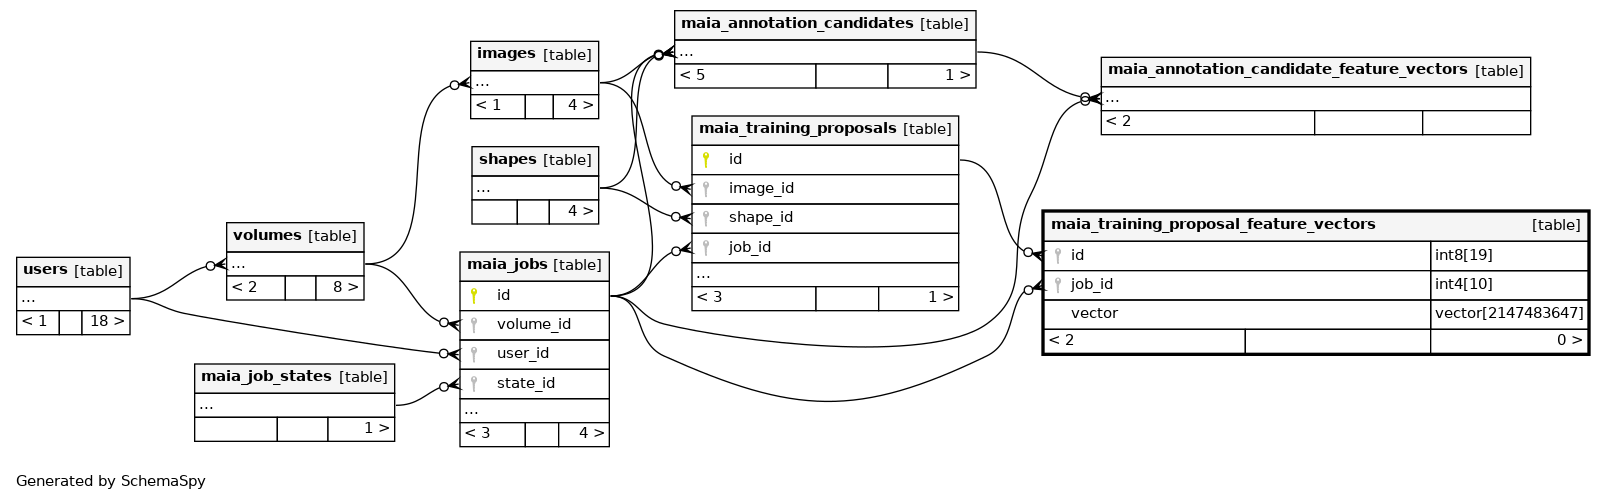 maia_annotation_candidates [table]
...
< 5 1 >
images [table]
...
< 1 4 >
maia_annotation_candidate_feature_vectors [table]
...
< 2
maia_training_proposals [table]
id
image_id
shape_id
job_id
...
< 3 1 >
shapes [table]
...
4 >
maia_training_proposal_feature_vectors [table]
id int8[19]
job_id int4[10]
vector vector[2147483647]
< 2 0 >
volumes [table]
...
< 2 8 >
users [table]
...
< 1 18 >
maia_jobs [table]
id
volume_id
user_id
state_id
...
< 3 4 >
maia_job_states [table]
...
1 >
Generated by SchemaSpy